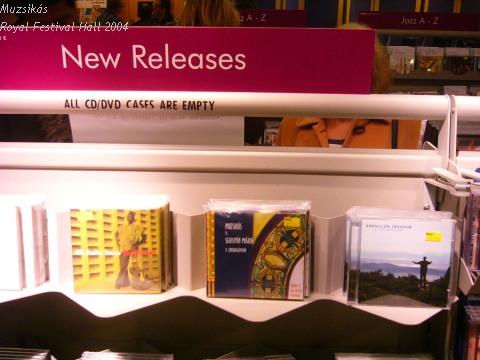 Muzsikás
Royal Festival Hall 2004
New Releases
Jazz A - Z
ALL CD/DVD CASES ARE EMPTY
MUZSIKÁS
SEBESTYÉN MÁRTA
ABDULLAH IBRAHIM